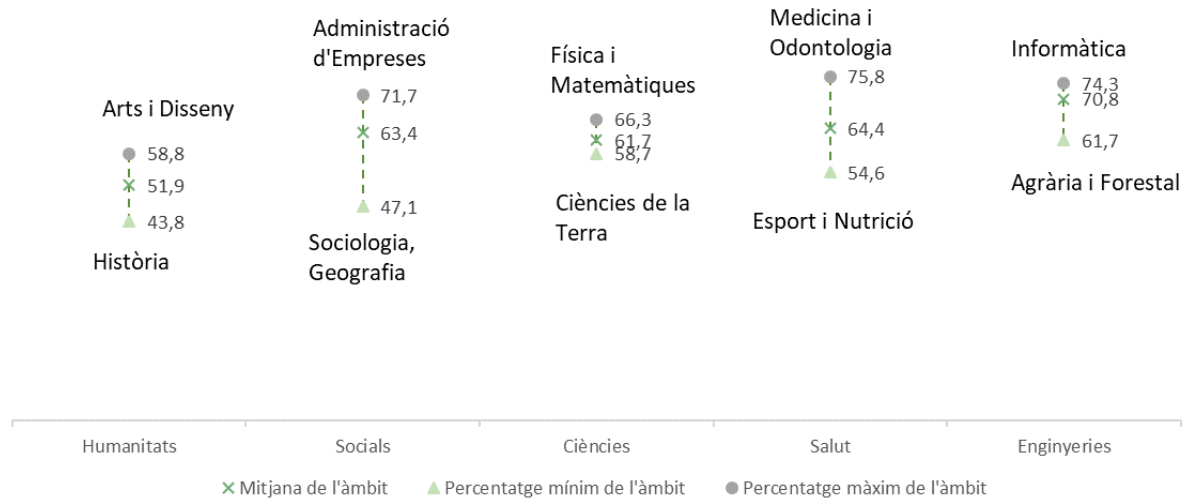 Administració
d'Empreses
Medicina i
Odontologia
Física i
Matemàtiques
Informàtica
Arts i Disseny
58,8
51,9
43,8
Història
71,7
63,4
47,1
Sociologia,
Geografia
66,3
61,7
58,7
Ciències de la
Terra
75,8
64,4
54,6
Esport i Nutrició
74,3
70,8
61,7
Agrària i Forestal
Humanitats
Socials
Ciències
Salut
Enginyeries
Mitjana de l'àmbit
Percentatge mínim de l'àmbit
Percentatge màxim de l'àmbit